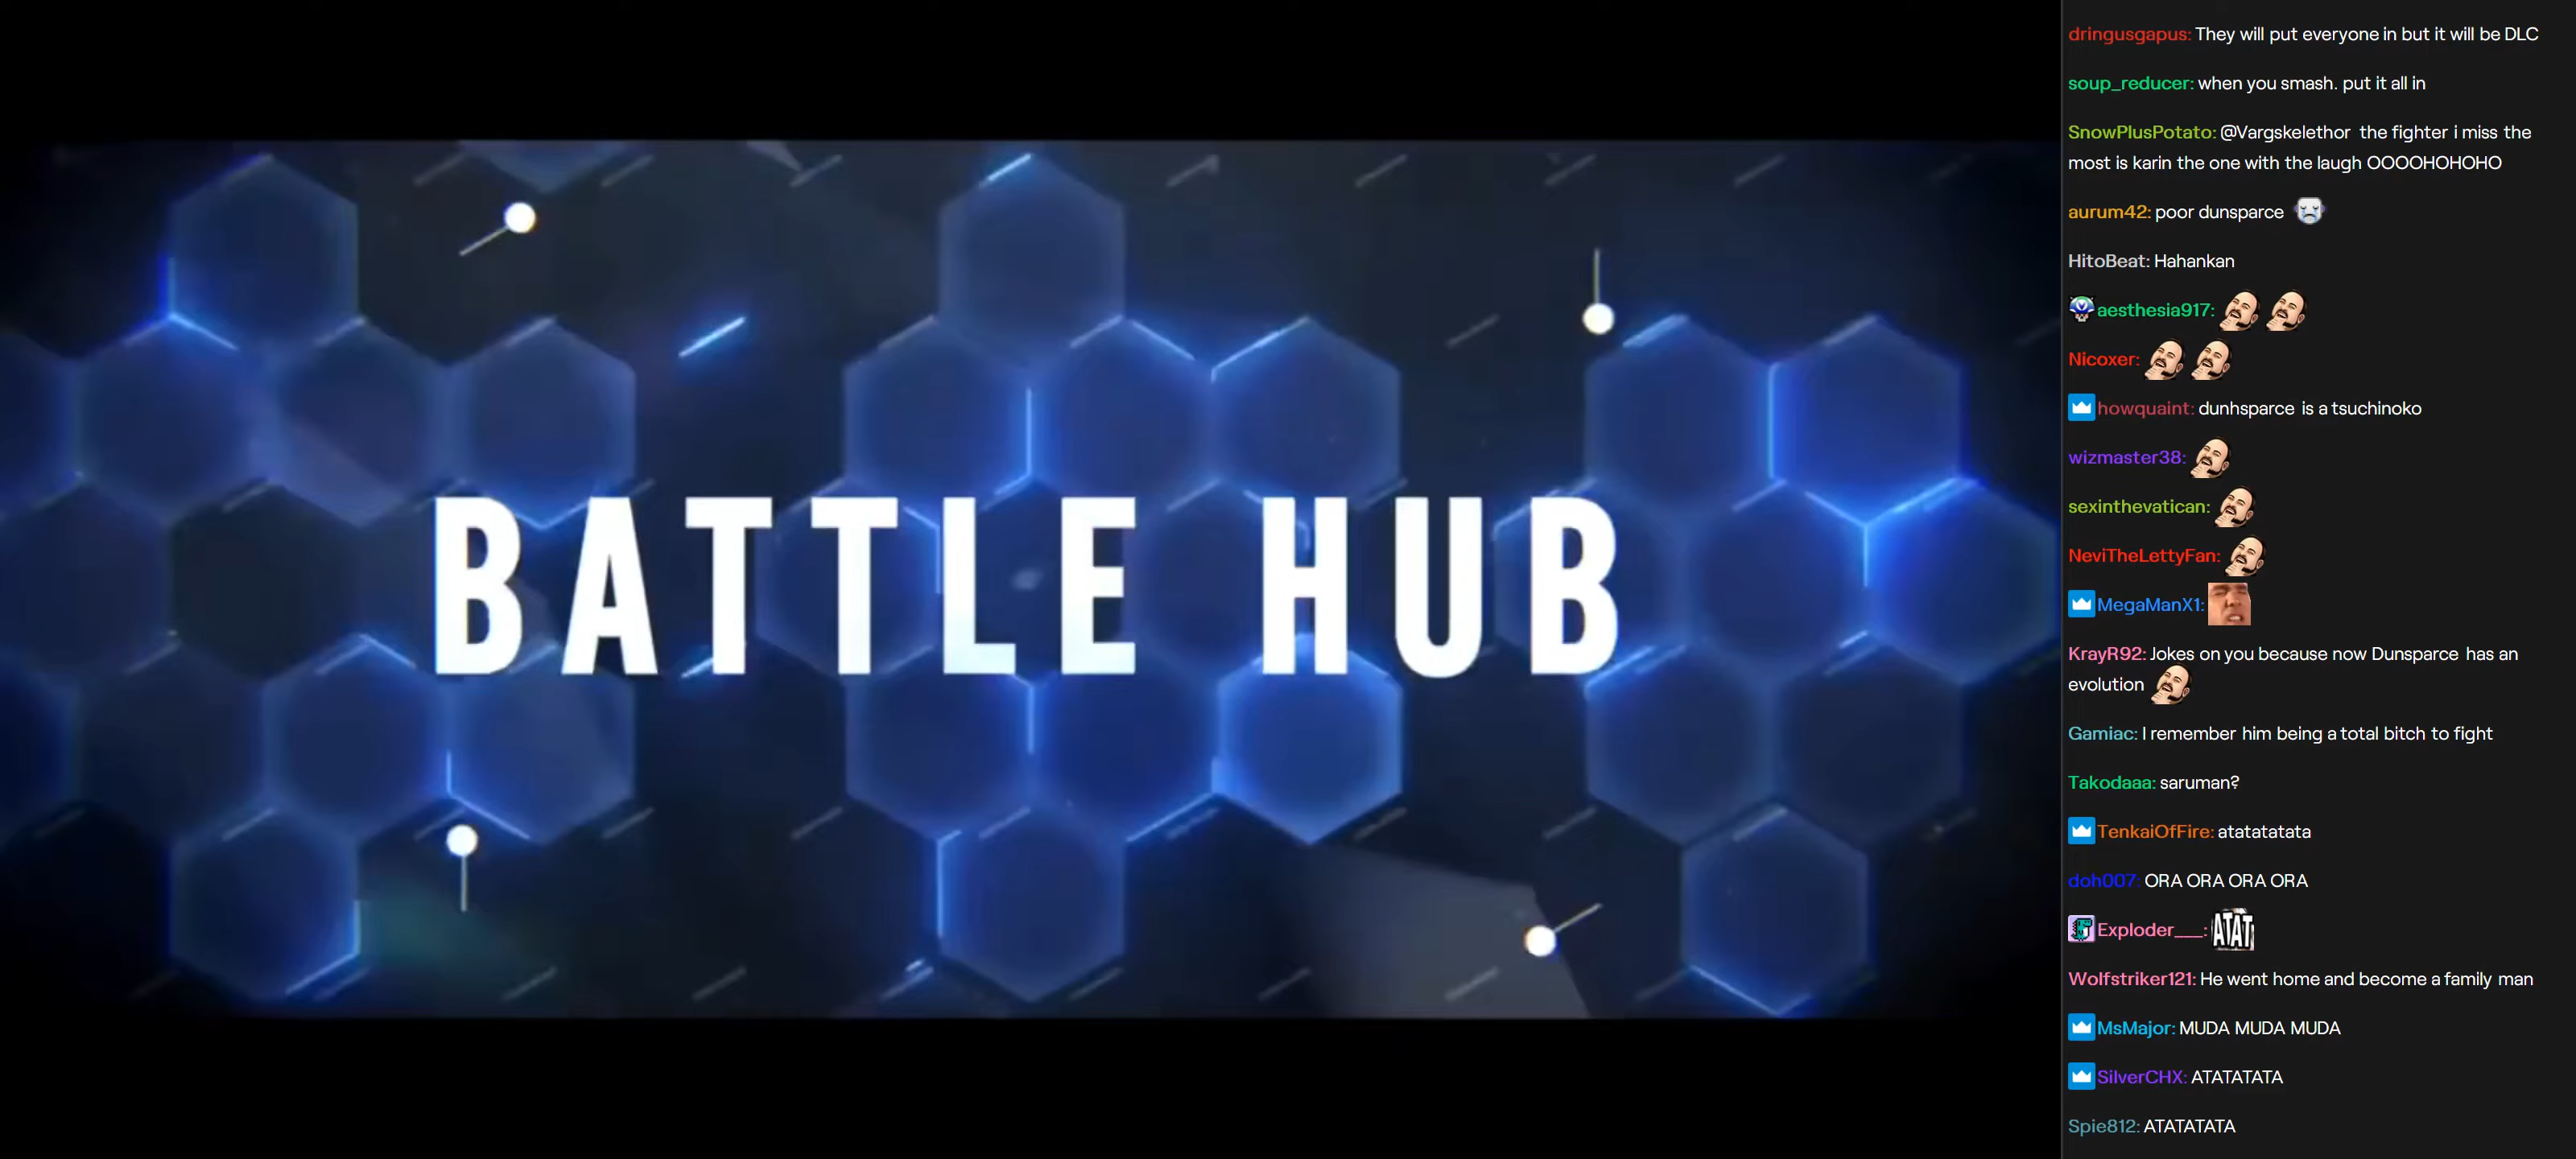 BATTLE HUB
dringusgapus: They will put everyone in but it will be DLC
soup_reducer: when you smash. put it all in
SnowPlusPotato: @Vargskelethor the fighter i miss the
most is karin the one with the laugh OOOOHOHOHO
aurum42: poor dunsparce
HitoBeat: Hahankan
aesthesia917:
Nicoxer:
howquaint: dunhsparce is a tsuchinoko
wizmaster38:
sexinthevatican:
NeviTheLettyFan:
MegaManX1:
KrayR92: Jokes on you because now Dunsparce has an
evolution
Gamiac: I remember him being a total bitch to fight
Takodaaa: saruman?
TenkaiOfFire: atatatatata
doh007: ORA ORA ORA ORA
Exploder___: ATAT
Wolfstriker121: He went home and become a family man
MsMajor: MUDA MUDA MUDA
SilverCHX: ATATATATA
Spie812: ATATATATA